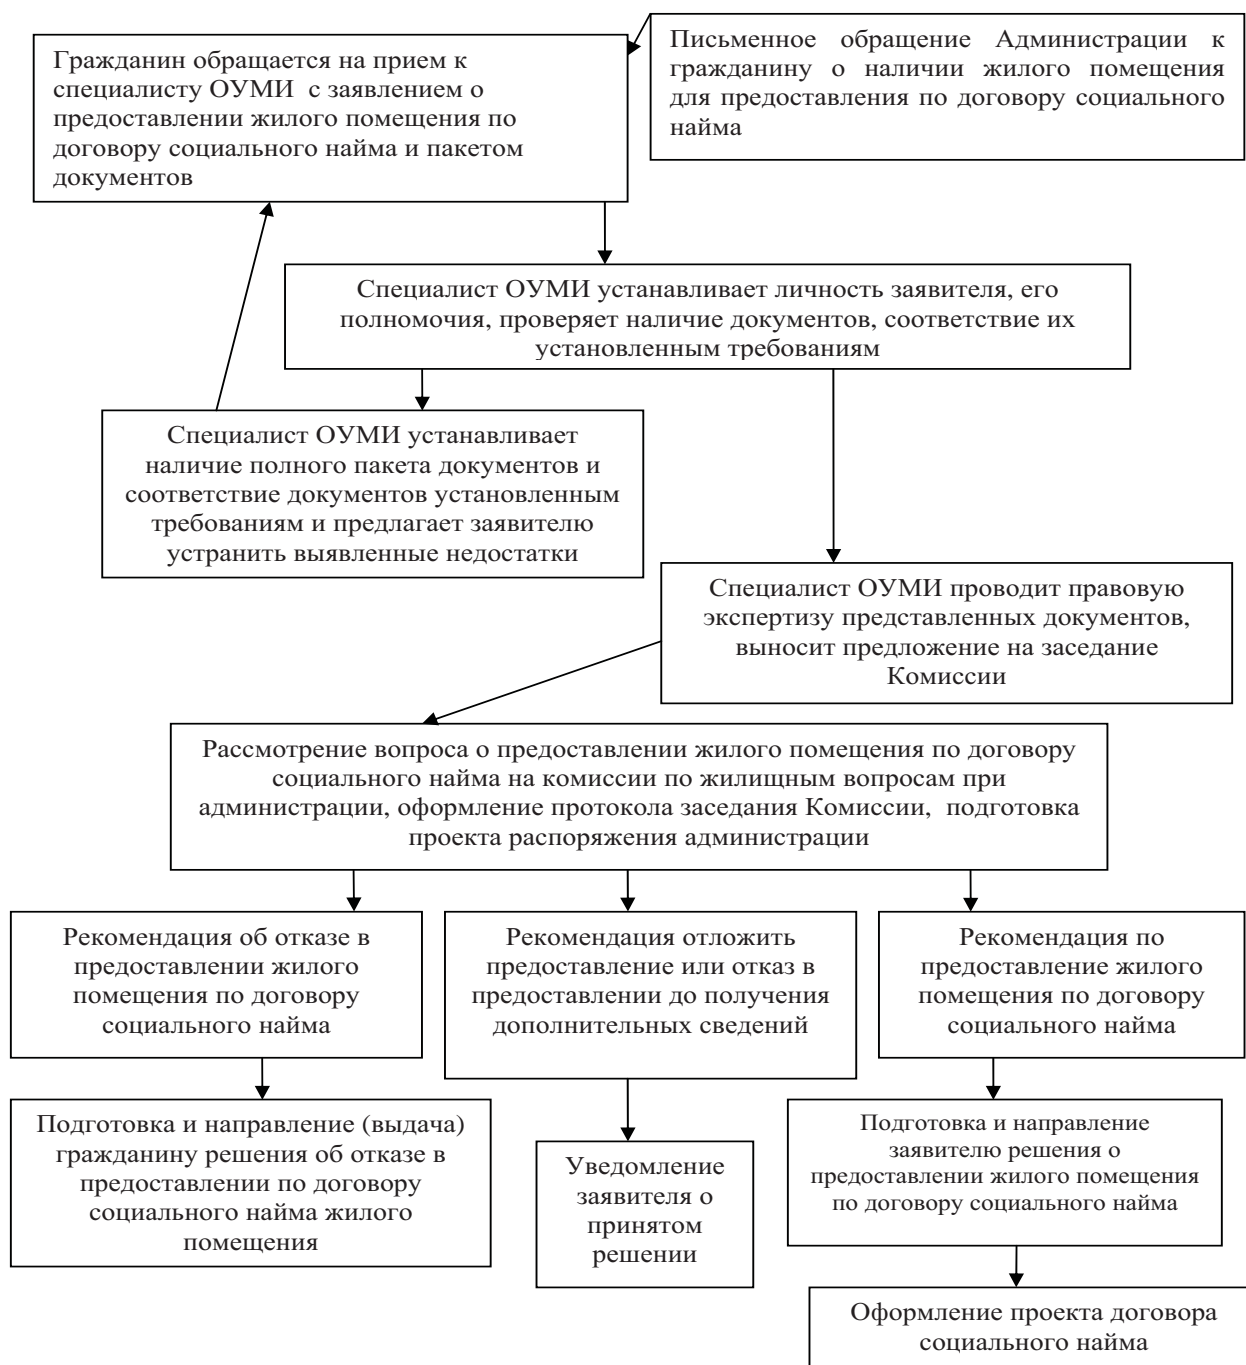 Гражданин обращается на прием к
специалисту ОУМИ с заявлением о
предоставлении жилого помещения по
договору социального найма и пакетом
документов
Письменное обращение Администрации к
гражданину о наличии жилого помещения
для предоставления по договору социального
найма
Специалист ОУМИ устанавливает личность заявителя, его
полномочия, проверяет наличие документов, соответствие их
установленным требованиям
Специалист ОУМИ устанавливает
наличие полного пакета документов и
соответствие документов установленным
требованиям и предлагает заявителю
устранить выявленные недостатки
Специалист ОУМИ проводит правовую
экспертизу представленных документов,
выносит предложение на заседание
Комиссии
Рассмотрение вопроса о предоставлении жилого помещения по договору
социального найма на комиссии по жилищным вопросам при
администрации, оформление протокола заседания Комиссии, подготовка
проекта распоряжения администрации
Рекомендация об отказе в
предоставлении жилого
помещения по договору
социального найма
Рекомендация отложить
предоставление или отказ в
предоставлении до получения
дополнительных сведений
Рекомендация по
предоставление жилого
помещения по договору
социального найма
Подготовка и направление (выдача)
гражданину решения об отказе в
предоставлении по договору
социального найма жилого
помещения
Уведомление
заявителя о
принятом
решении
Подготовка и направление
заявителю решения о
предоставлении жилого помещения
по договору социального найма
Оформление проекта договора
социального найма